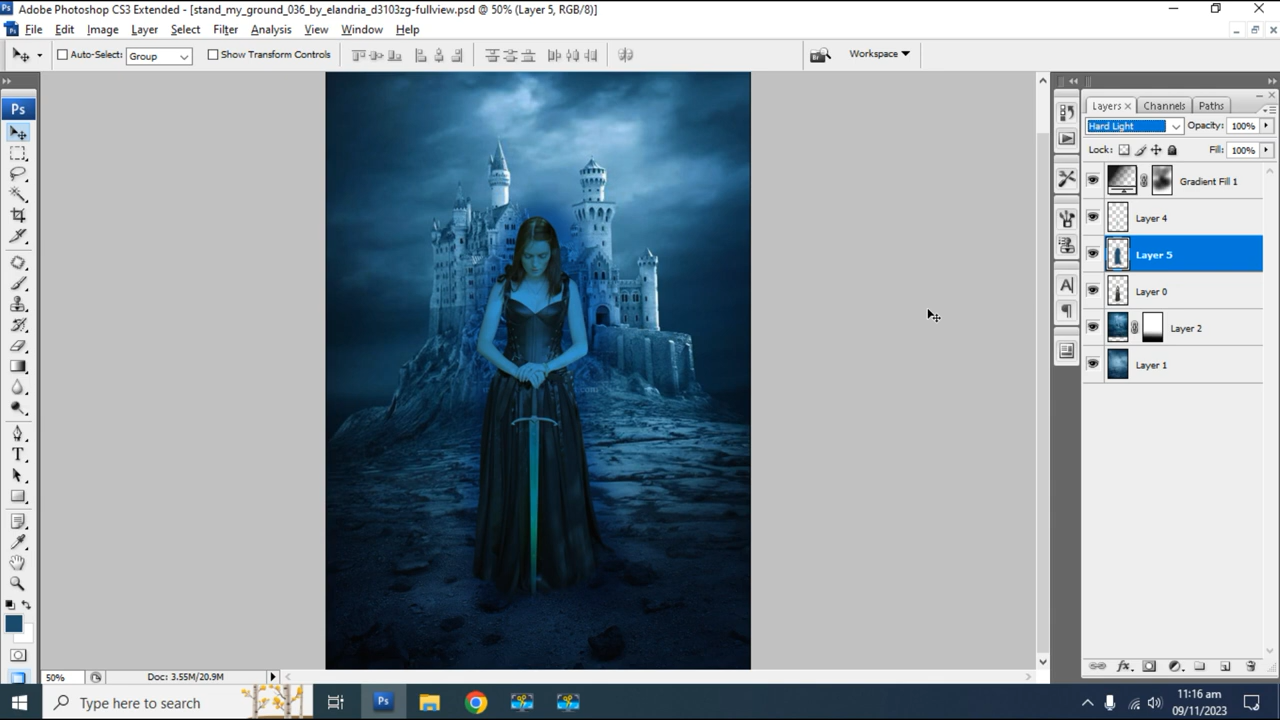 Adobe Photoshop CS3 Extended - [stand_my_ground_036_by_elandria_d3103zg-fullview.psd @ 50% (Layer 5, RGB/8)]
File Edit Image Layer Select Filter Analysis View Window Help
Auto-Select: Group Show Transform Controls Workspace
Ps
Layers Channels Paths
Hard Light Opacity: 100%
Lock: Fill: 100%
Gradient Fill 1
Layer 4
Layer 5
Layer 0
Layer 2
Layer 1
50% Doc: 3.55M/20.9M
Type here to search
Ps
11:16 am
09/11/2023